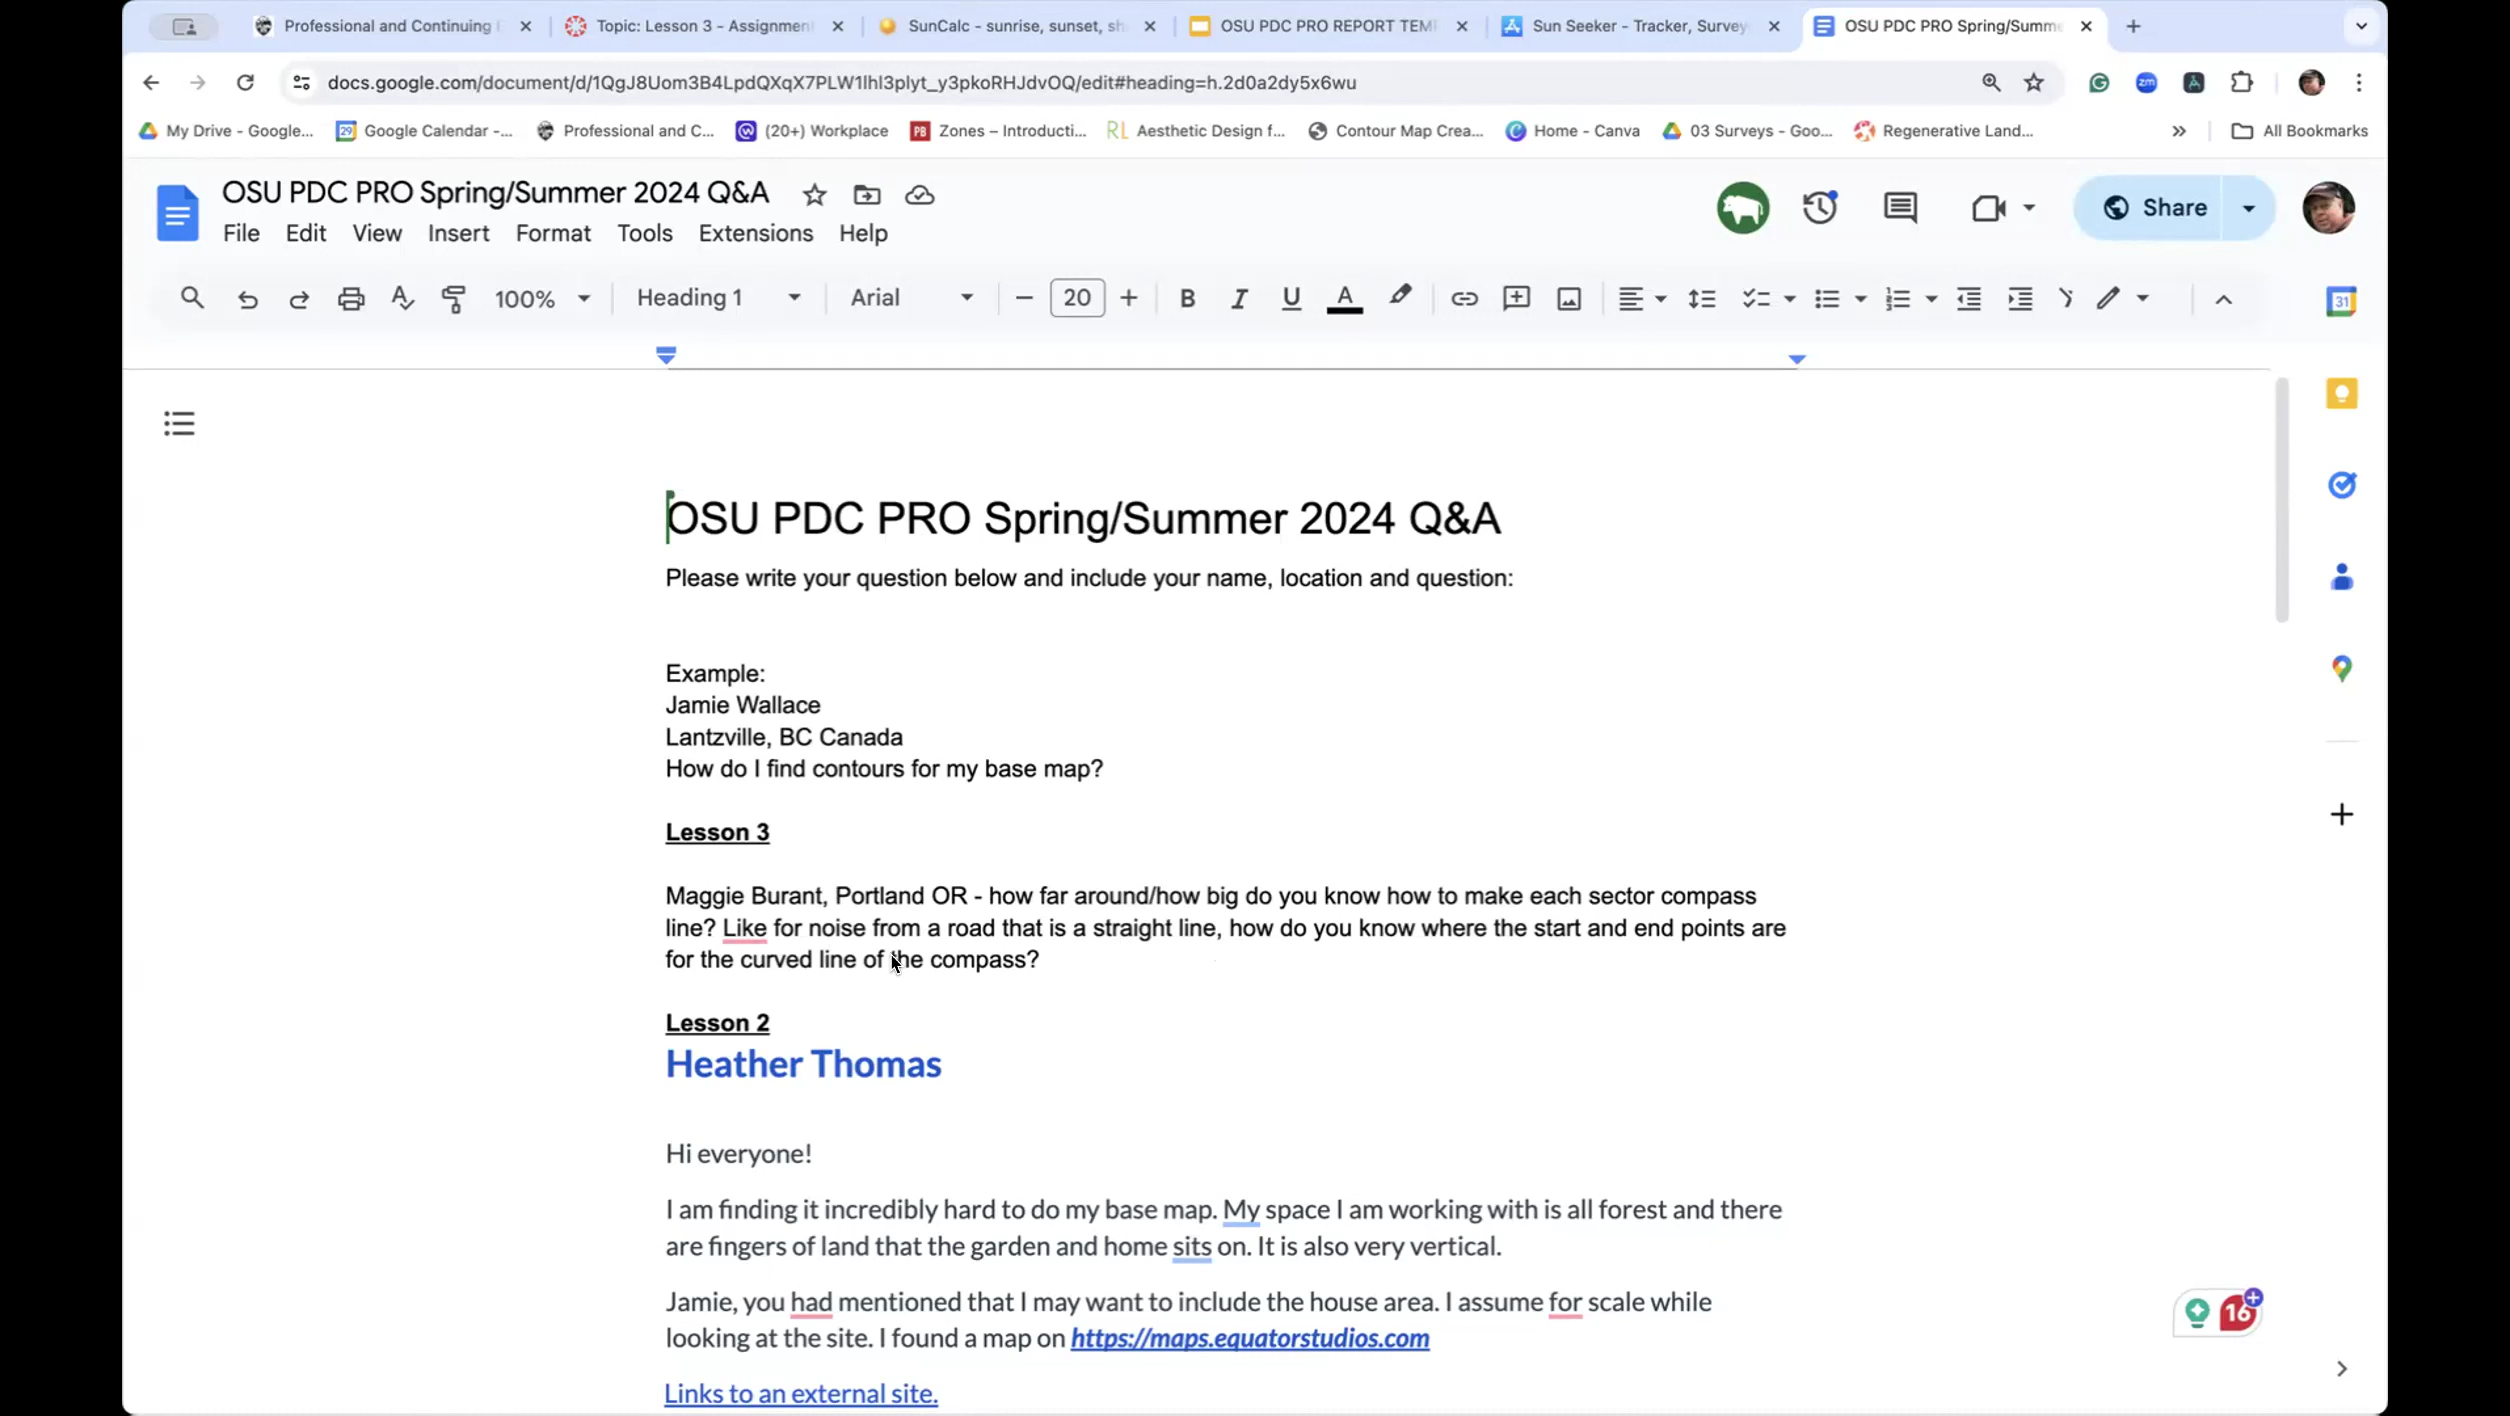 Professional and Continuing E
Topic: Lesson 3 - Assignment
SunCalc - sunrise, sunset, sh
OSU PDC PRO REPORT TEM
Sun Seeker - Tracker, Survey
OSU PDC PRO Spring/Summe
docs.google.com/document/d/1QgJ8Uom3B4LpdQXqX7PLW1lhl3plyt_y3pkoRHJdvOQ/edit#heading=h.2d0a2dy5x6wu
My Drive - Google...
Google Calendar -...
Professional and C...
(20+) Workplace
Zones – Introducti...
Aesthetic Design f...
Contour Map Crea...
Home - Canva
03 Surveys - Goo...
Regenerative Land...
All Bookmarks
OSU PDC PRO Spring/Summer 2024 Q&A
Share
File Edit View Insert Format Tools Extensions Help
100% Heading 1 Arial 20
31
OSU PDC PRO Spring/Summer 2024 Q&A
Please write your question below and include your name, location and question:
Example:
Jamie Wallace
Lantzville, BC Canada
How do I find contours for my base map?
Lesson 3
Maggie Burant, Portland OR - how far around/how big do you know how to make each sector compass
line? Like for noise from a road that is a straight line, how do you know where the start and end points are
for the curved line of the compass?
Lesson 2
Heather Thomas
Hi everyone!
I am finding it incredibly hard to do my base map. My space I am working with is all forest and there
are fingers of land that the garden and home sits on. It is also very vertical.
Jamie, you had mentioned that I may want to include the house area. I assume for scale while
looking at the site. I found a map on https://maps.equatorstudios.com
16
Links to an external site.